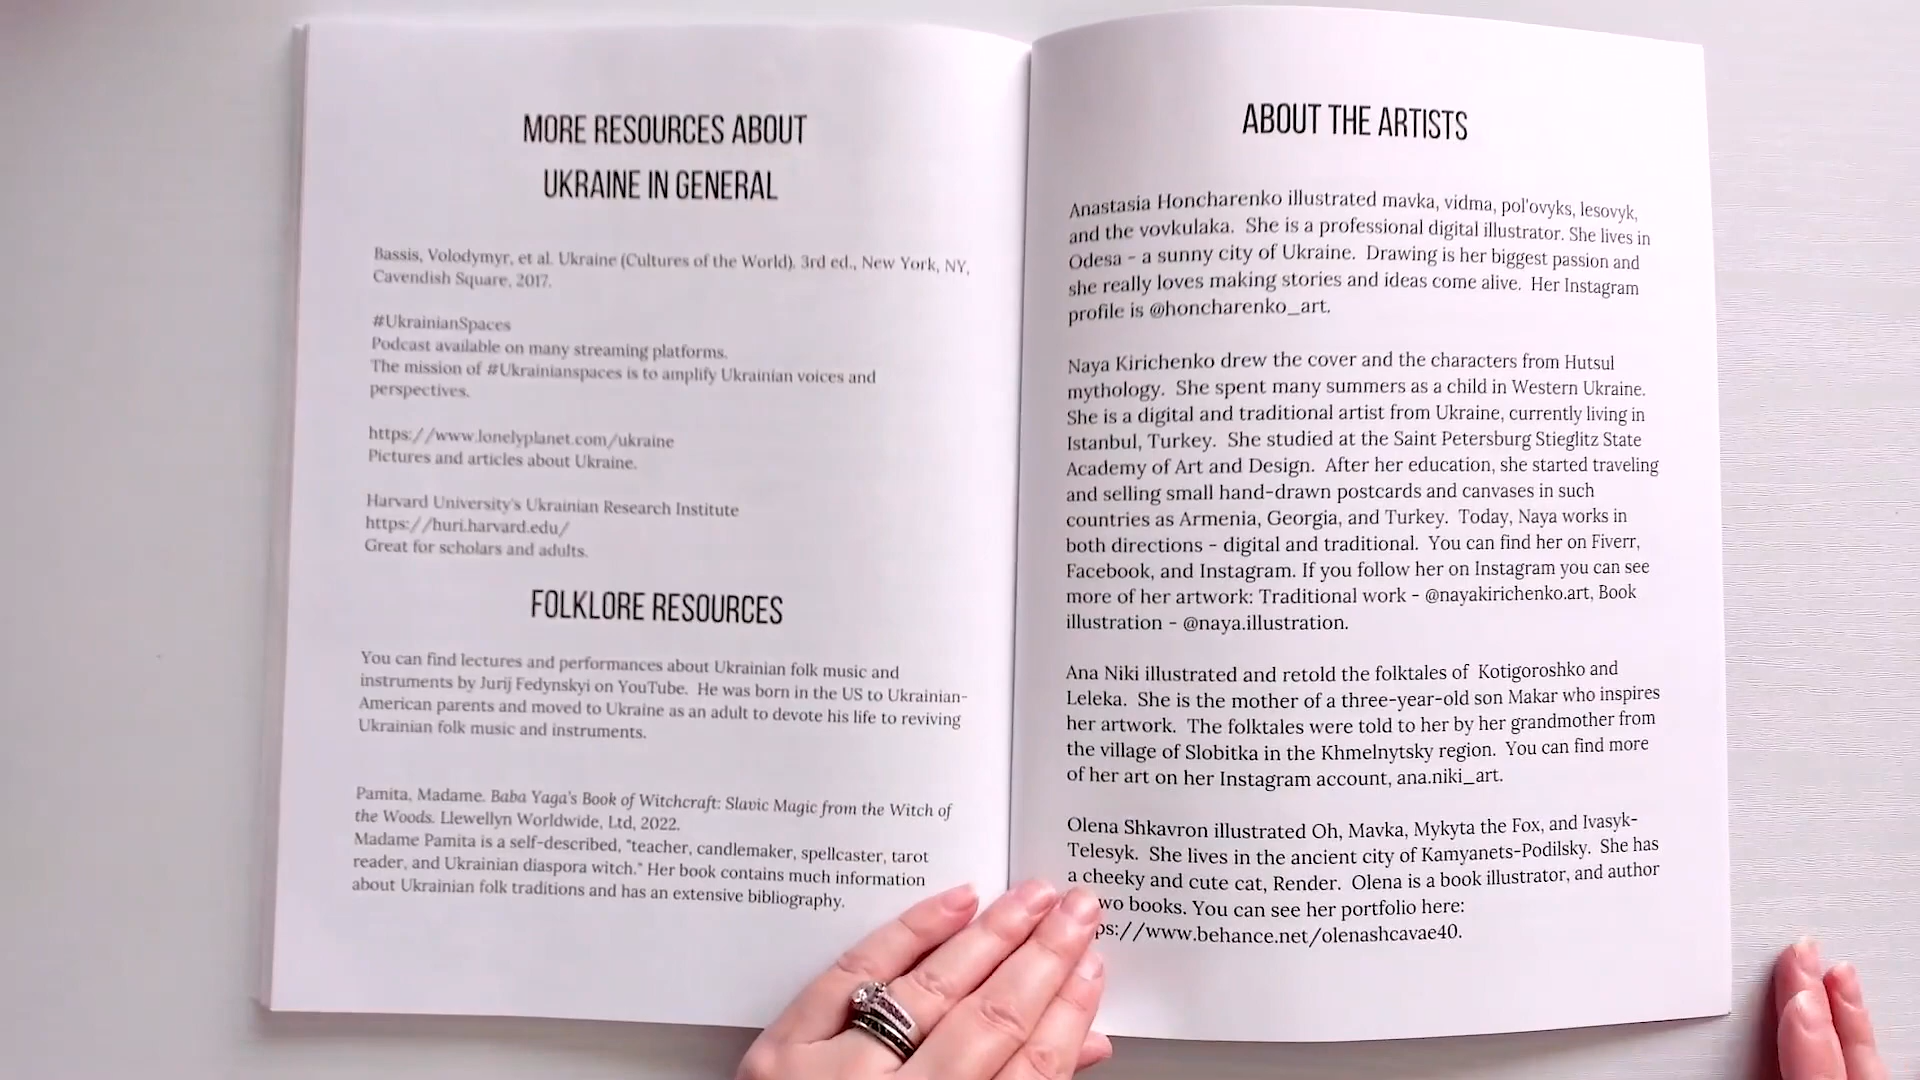 MORE RESOURCES ABOUT
UKRAINE IN GENERAL
Bassis, Volodymyr, et al. Ukraine (Cultures of the World). 3rd ed., New York, NY,
Cavendish Square, 2017.
#UkrainianSpaces
Podcast available on many streaming platforms.
The mission of #Ukrainianspaces is to amplify Ukrainian voices and
perspectives.
https://www.lonelyplanet.com/ukraine
Pictures and articles about Ukraine.
Harvard University's Ukrainian Research Institute
https://huri.harvard.edu/
Great for scholars and adults.
FOLKLORE RESOURCES
You can find lectures and performances about Ukrainian folk music and
instruments by Jurij Fedynskyi on YouTube. He was born in the US to Ukrainian-
American parents and moved to Ukraine as an adult to devote his life to reviving
Ukrainian folk music and instruments.
Pamita, Madame. Baba Yaga's Book of Witchcraft: Slavic Magic from the Witch of
the Woods. Llewellyn Worldwide, Ltd, 2022.
Madame Pamita is a self-described, "teacher, candlemaker, spellcaster, tarot
reader, and Ukrainian diaspora witch." Her book contains much information
about Ukrainian folk traditions and has an extensive bibliography.
ABOUT THE ARTISTS
Anastasia Honcharenko illustrated mavka, vidma, pol'ovyks, lesovyk,
and the vovkulaka. She is a professional digital illustrator. She lives in
Odesa - a sunny city of Ukraine. Drawing is her biggest passion and
she really loves making stories and ideas come alive. Her Instagram
profile is @honcharenko_art.
Naya Kirichenko drew the cover and the characters from Hutsul
mythology. She spent many summers as a child in Western Ukraine.
She is a digital and traditional artist from Ukraine, currently living in
Istanbul, Turkey. She studied at the Saint Petersburg Stieglitz State
Academy of Art and Design. After her education, she started traveling
and selling small hand-drawn postcards and canvases in such
countries as Armenia, Georgia, and Turkey. Today, Naya works in
both directions - digital and traditional. You can find her on Fiverr,
Facebook, and Instagram. If you follow her on Instagram you can see
more of her artwork: Traditional work - @nayakirichenko.art, Book
illustration - @naya.illustration.
Ana Niki illustrated and retold the folktales of Kotigoroshko and
Leleka. She is the mother of a three-year-old son Makar who inspires
her artwork. The folktales were told to her by her grandmother from
the village of Slobitka in the Khmelnytsky region. You can find more
of her art on her Instagram account, ana.niki_art.
Olena Shkavron illustrated Oh, Mavka, Mykyta the Fox, and Ivasyk-
Telesyk. She lives in the ancient city of Kamyanets-Podilsky. She has
a cheeky and cute cat, Render. Olena is a book illustrator, and author
wo books. You can see her portfolio here:
ps://www.behance.net/olenashcavae40.